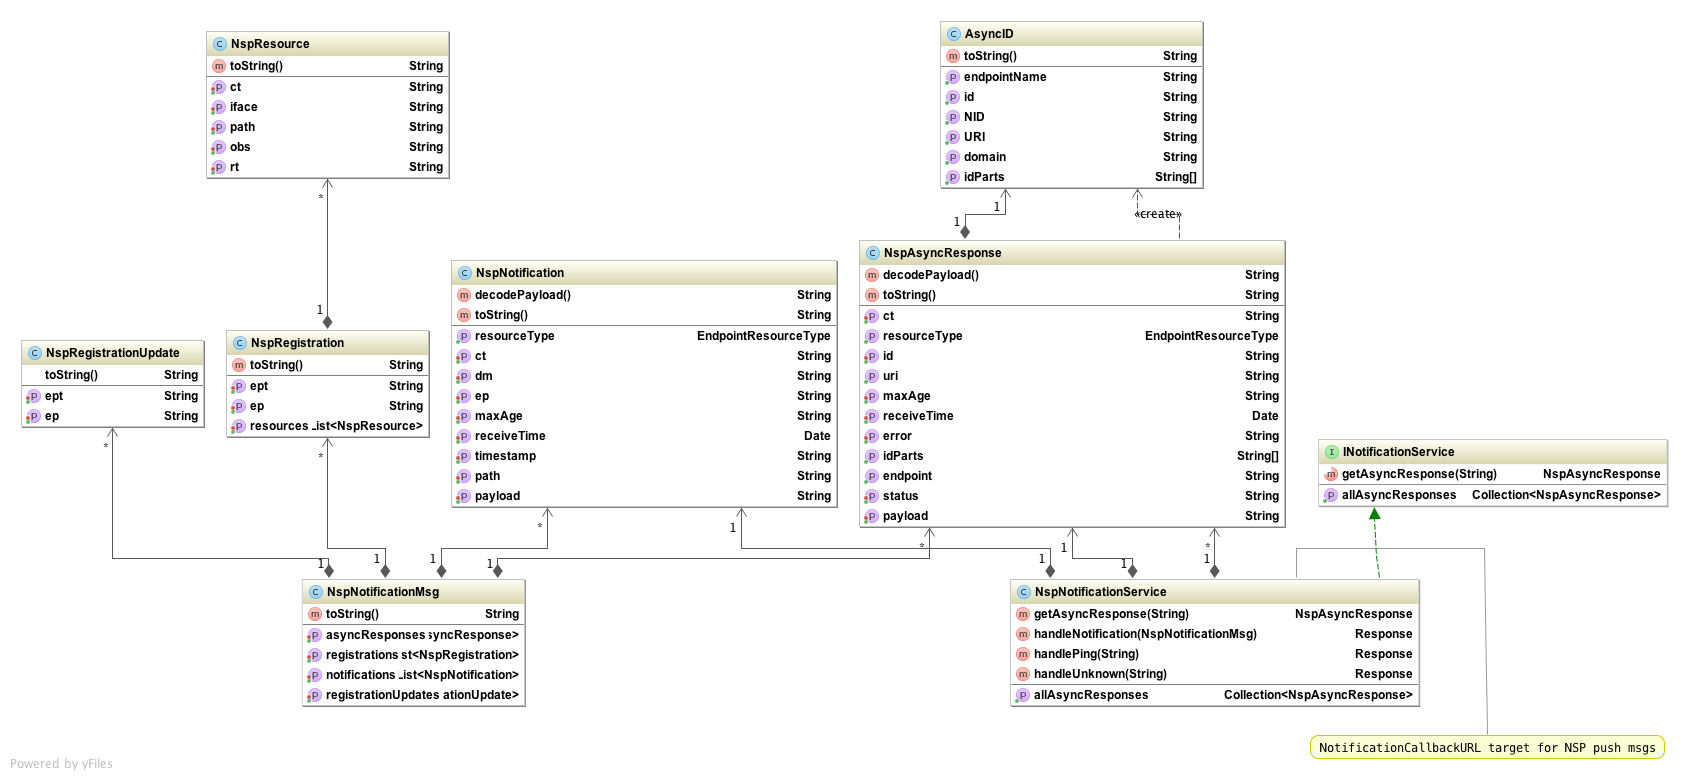 NspResource
toString() String
ct String
iface String
path String
obs String
rt String
AsyncID
toString() String
endpointName String
id String
NID String
URI String
domain String
idParts String[]
*
1
1
1
«create»
NspRegistrationUpdate
toString() String
ept String
ep String
NspRegistration
toString() String
ept String
ep String
resources .ist<NspResource>
NspNotification
decodePayload() String
toString() String
resourceType EndpointResourceType
ct String
dm String
ep String
maxAge String
receiveTime Date
timestamp String
path String
payload String
NspAsyncResponse
decodePayload() String
toString() String
ct String
resourceType EndpointResourceType
id String
uri String
maxAge String
receiveTime Date
error String
idParts String[]
endpoint String
status String
payload String
INotificationService
getAsyncResponse(String) NspAsyncResponse
allAsyncResponses Collection<NspAsyncResponse>
*
*
*
1
*
1
*
1
1
1
1
1
1
1
NspNotificationMsg
toString() String
asyncResponses syncResponse>
registrations st<NspRegistration>
notifications .ist<NspNotification>
registrationUpdates ationUpdate>
NspNotificationService
getAsyncResponse(String) NspAsyncResponse
handleNotification(NspNotificationMsg) Response
handlePing(String) Response
handleUnknown(String) Response
allAsyncResponses Collection<NspAsyncResponse>
NotificationCallbackURL target for NSP push msgs
Powered by yFiles